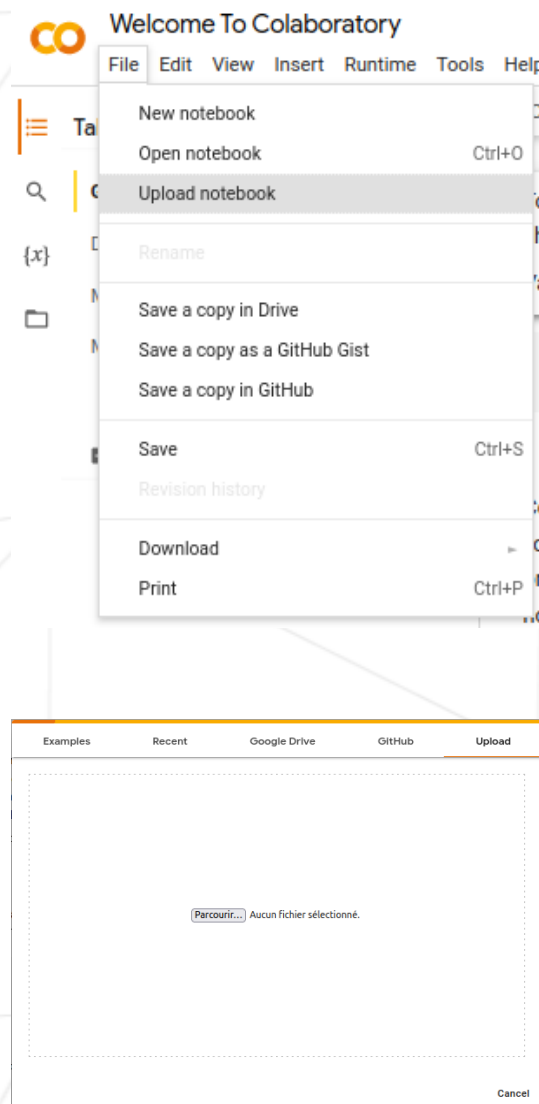 Welcome To Colaboratory
File Edit View Insert Runtime Tools Help
New notebook
Open notebook Ctrl+O
Upload notebook
Rename
Save a copy in Drive
Save a copy as a GitHub Gist
Save a copy in GitHub
Save Ctrl+S
Revision history
Download
Print Ctrl+P
Examples Recent Google Drive GitHub Upload
Parcourir... Aucun fichier sélectionné.
Cancel